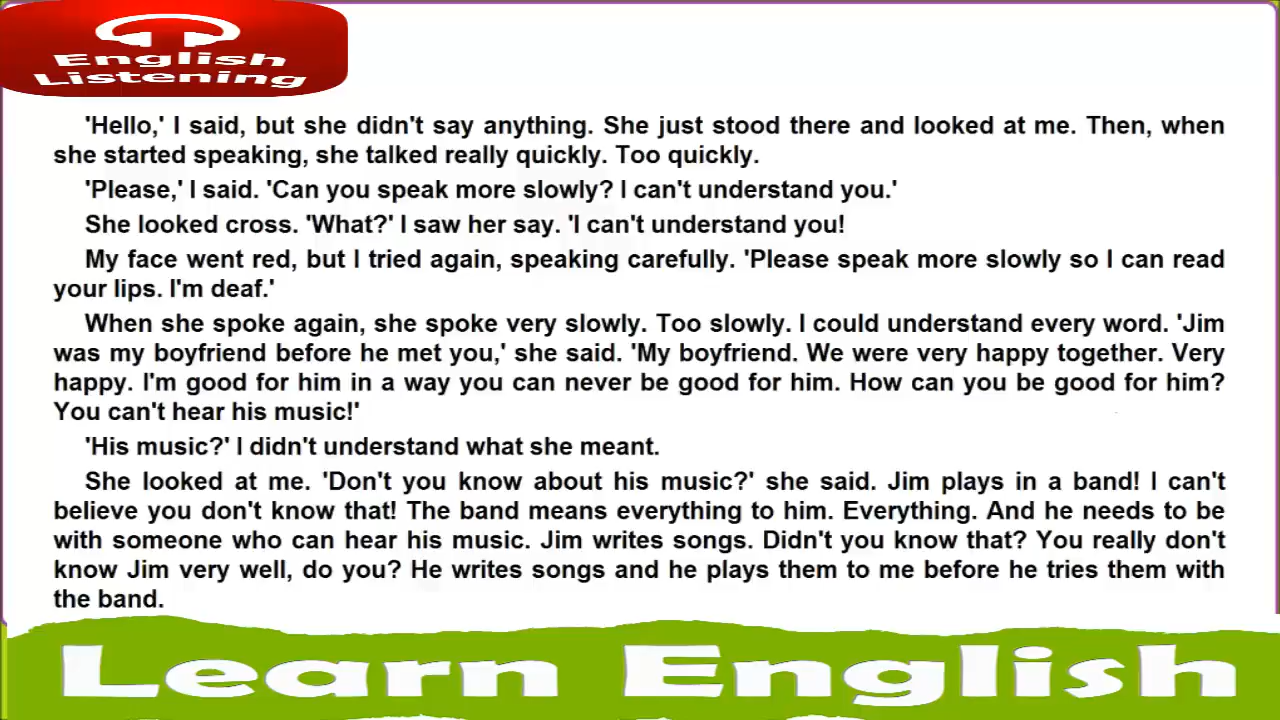 English
Listening
'Hello,' I said, but she didn't say anything. She just stood there and looked at me. Then, when
she started speaking, she talked really quickly. Too quickly.
'Please,' I said. 'Can you speak more slowly? I can't understand you.'
She looked cross. 'What?' I saw her say. 'I can't understand you!
My face went red, but I tried again, speaking carefully. 'Please speak more slowly so I can read
your lips. I'm deaf.'
When she spoke again, she spoke very slowly. Too slowly. I could understand every word. 'Jim
was my boyfriend before he met you,' she said. 'My boyfriend. We were very happy together. Very
happy. I'm good for him in a way you can never be good for him. How can you be good for him?
You can't hear his music!'
'His music?' I didn't understand what she meant.
She looked at me. 'Don't you know about his music?' she said. Jim plays in a band! I can't
believe you don't know that! The band means everything to him. Everything. And he needs to be
with someone who can hear his music. Jim writes songs. Didn't you know that? You really don't
know Jim very well, do you? He writes songs and he plays them to me before he tries them with
the band.
Learn English